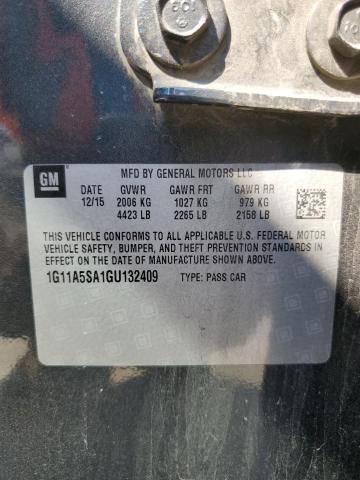 GM
MFD BY GENERAL MOTORS LLC
DATE GVWR GAWR FRT GAWR RR
12/15 2006 KG 1027 KG 979 KG
4423 LB 2265 LB 2158 LB
THIS VEHICLE CONFORMS TO ALL APPLICABLE U.S. FEDERAL MOTOR
VEHICLE SAFETY, BUMPER, AND THEFT PREVENTION STANDARDS
IN EFFECT ON THE DATE OF MANUFACTURE SHOWN ABOVE.
1G11A5SA1GU132409 TYPE: PASS CAR